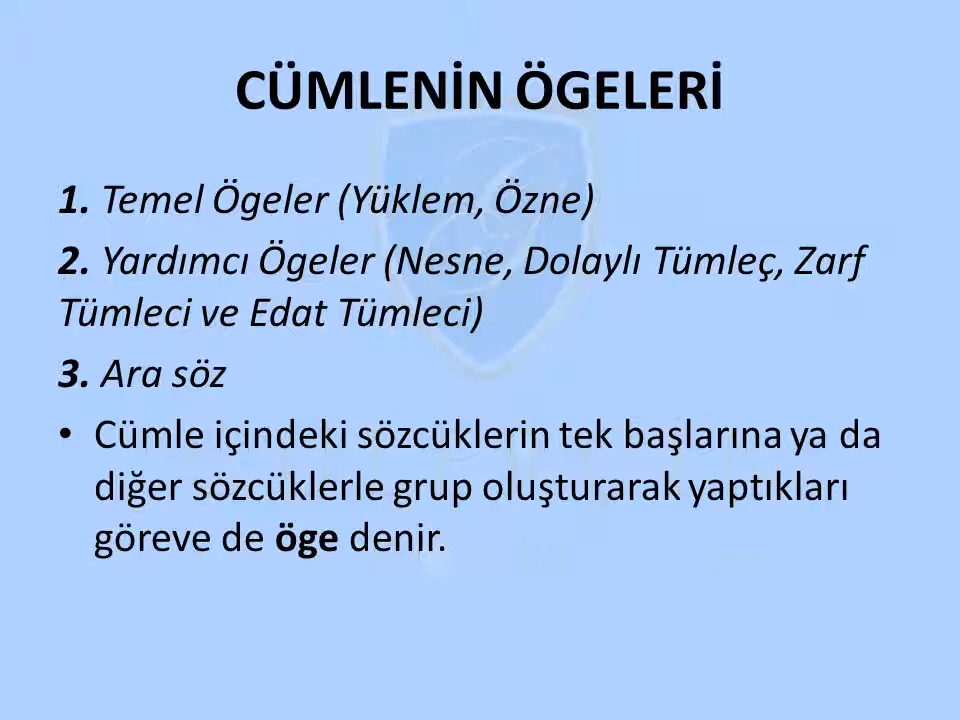 CÜMLENİN ÖGELERİ
1. Temel Ögeler (Yüklem, Özne)
2. Yardımcı Ögeler (Nesne, Dolaylı Tümleç, Zarf
Tümleci ve Edat Tümleci)
3. Ara söz
• Cümle içindeki sözcüklerin tek başlarına ya da
diğer sözcüklerle grup oluşturarak yaptıkları
göreve de öge denir.